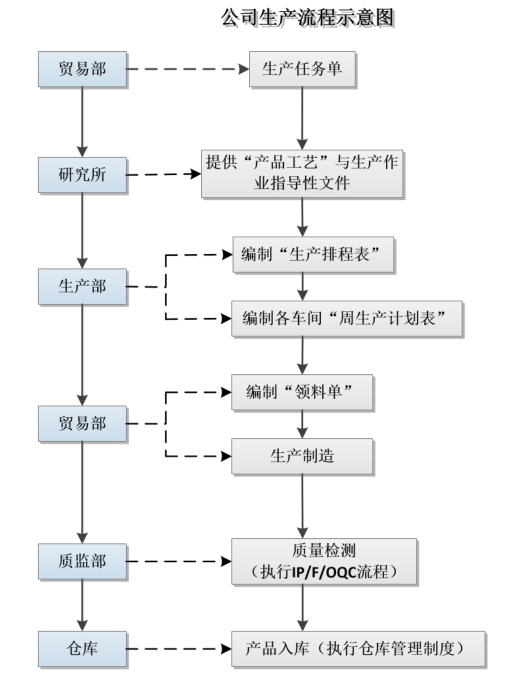 公司生产流程示意图
贸易部
生产任务单
研究所
提供“产品工艺”与生产作
业指导性文件
生产部
编制“生产排程表”
编制各车间“周生产计划表”
贸易部
编制“领料单”
生产制造
质监部
质量检测
（执行IP/F/OQC流程）
仓库
产品入库（执行仓库管理制度）